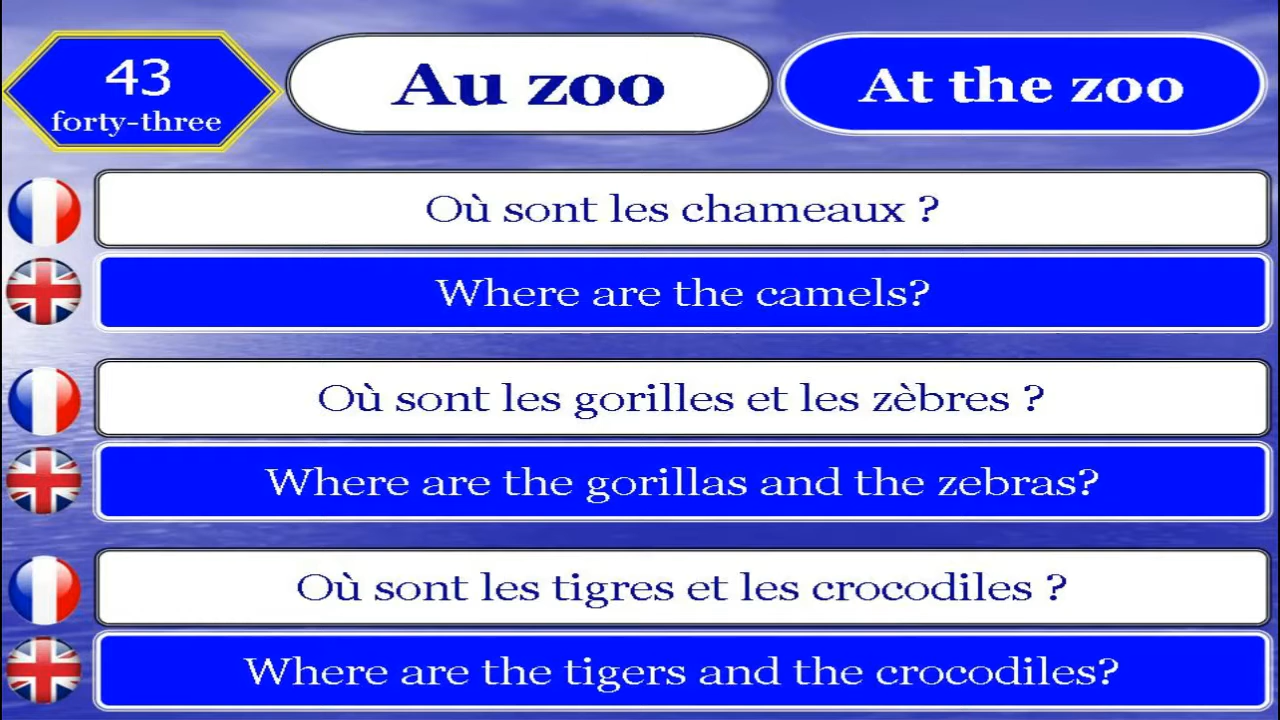 43
forty-three
Au zoo
At the zoo
Où sont les chameaux ?
Where are the camels?
Où sont les gorilles et les zèbres ?
Where are the gorillas and the zebras?
Où sont les tigres et les crocodiles ?
Where are the tigers and the crocodiles?